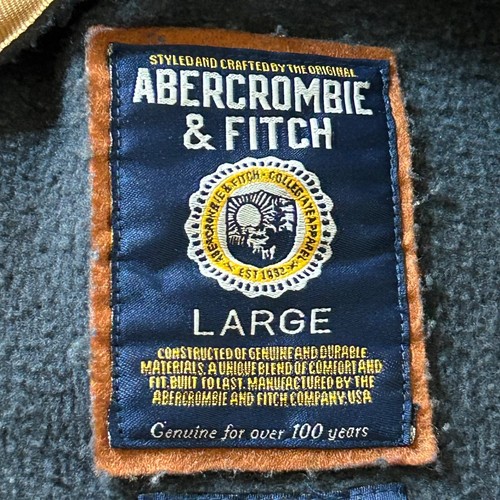 STYLED AND CRAFTED BY THE ORIGINAL
ABERCROMBIE
& FITCH
ABERCROMBIE & FITCH · COLLEGIATE APPAREL
EST 1892
LARGE
CONSTRUCTED OF GENUINE AND DURABLE
MATERIALS. A UNIQUE BLEND OF COMFORT AND
FIT. BUILT TO LAST. MANUFACTURED BY THE
ABERCROMBIE AND FITCH COMPANY. USA
Genuine for over 100 years